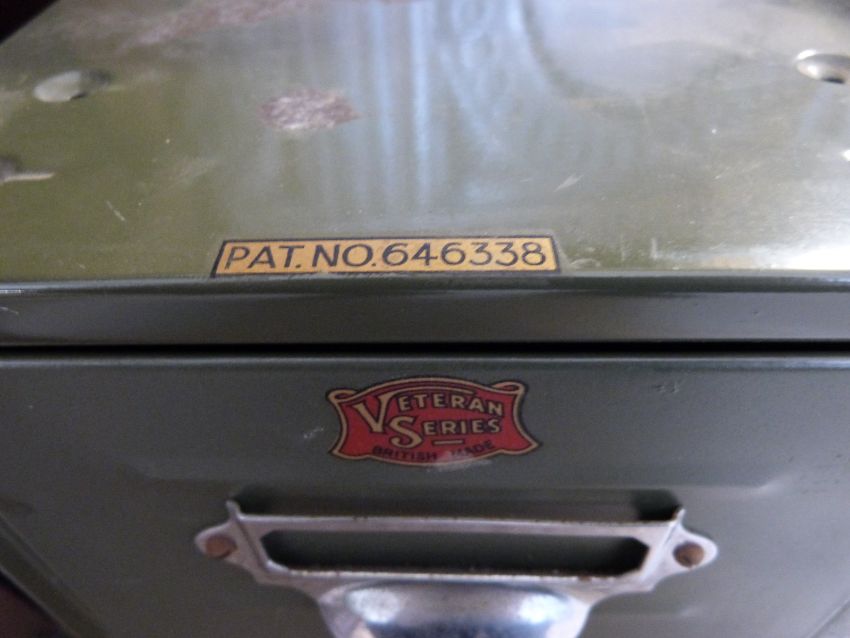 PAT. NO. 646338
VETERAN
SERIES
BRITISH MADE